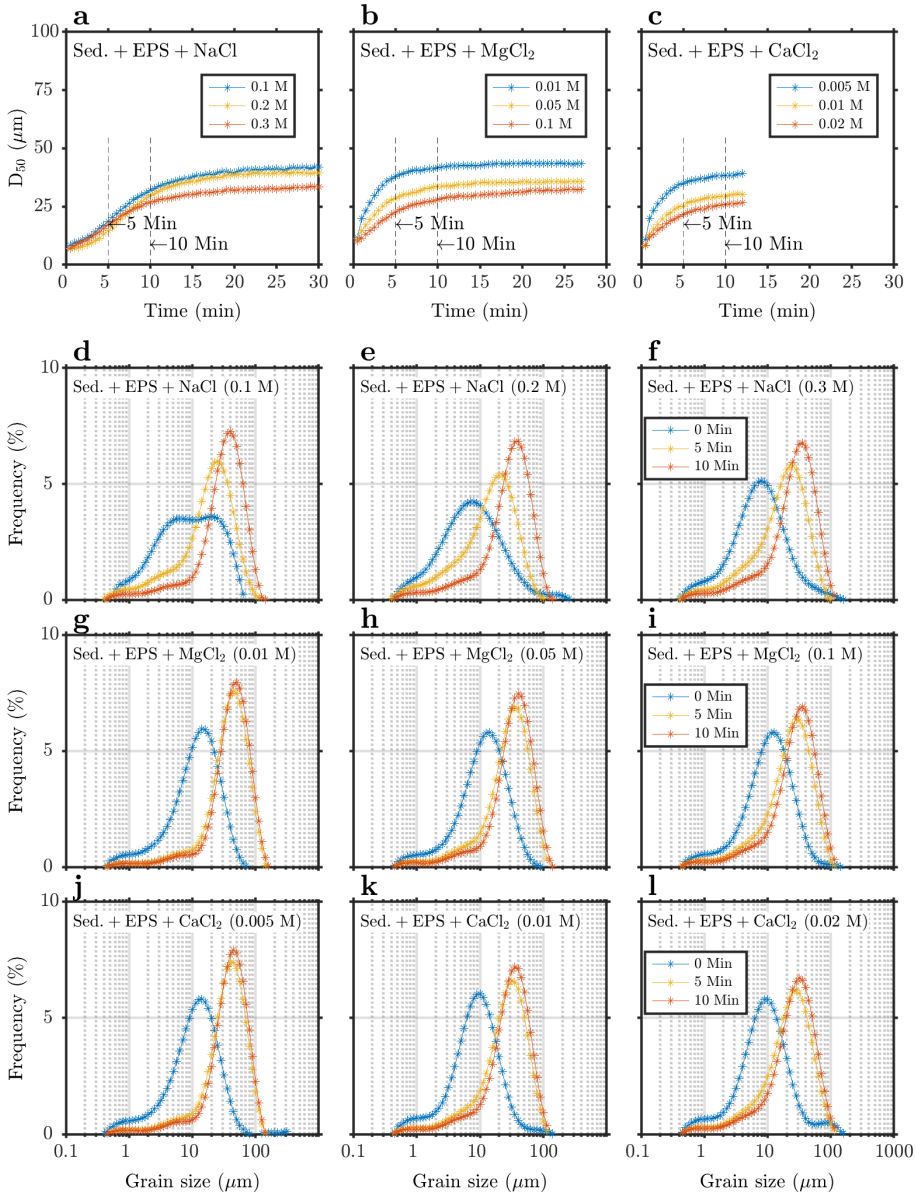 a
b
c
Sed. + EPS + NaCl
Sed. + EPS + MgCl₂
Sed. + EPS + CaCl₂
0.1 M
0.2 M
0.3 M
0.01 M
0.05 M
0.1 M
0.005 M
0.01 M
0.02 M
D₅₀ (μm)
100
75
50
25
0
←5 Min
←10 Min
←5 Min
←10 Min
←5 Min
←10 Min
0 5 10 15 20 25 30
0 5 10 15 20 25 30
0 5 10 15 20 25 30
Time (min)
Time (min)
Time (min)
d
e
f
Sed. + EPS + NaCl (0.1 M)
Sed. + EPS + NaCl (0.2 M)
Sed. + EPS + NaCl (0.3 M)
0 Min
5 Min
10 Min
Frequency (%)
10
5
0
g
h
i
Sed. + EPS + MgCl₂ (0.01 M)
Sed. + EPS + MgCl₂ (0.05 M)
Sed. + EPS + MgCl₂ (0.1 M)
0 Min
5 Min
10 Min
Frequency (%)
10
5
0
j
k
l
Sed. + EPS + CaCl₂ (0.005 M)
Sed. + EPS + CaCl₂ (0.01 M)
Sed. + EPS + CaCl₂ (0.02 M)
0 Min
5 Min
10 Min
Frequency (%)
10
5
0
0.1 1 10 100
0.1 1 10 100
0.1 1 10 100 1000
Grain size (μm)
Grain size (μm)
Grain size (μm)